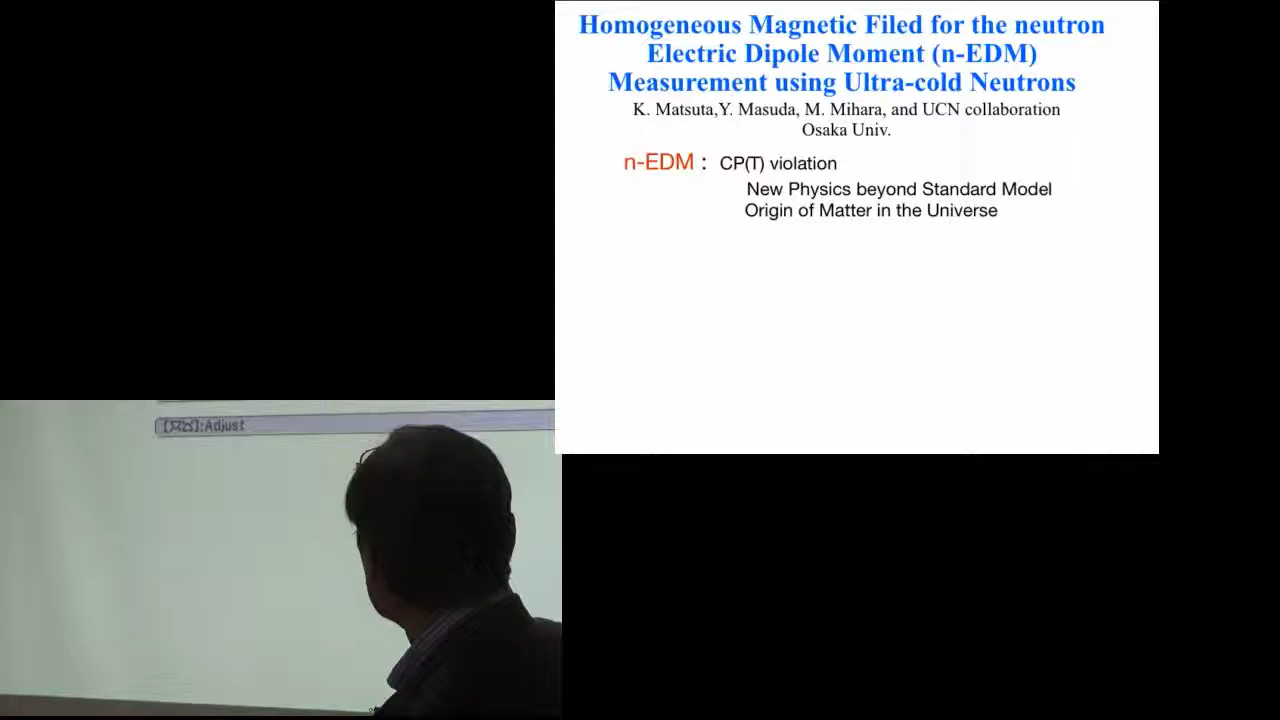 Homogeneous Magnetic Filed for the neutron
Electric Dipole Moment (n-EDM)
Measurement using Ultra-cold Neutrons
K. Matsuta,Y. Masuda, M. Mihara, and UCN collaboration
Osaka Univ.
n-EDM : CP(T) violation
New Physics beyond Standard Model
Origin of Matter in the Universe
:Adjust